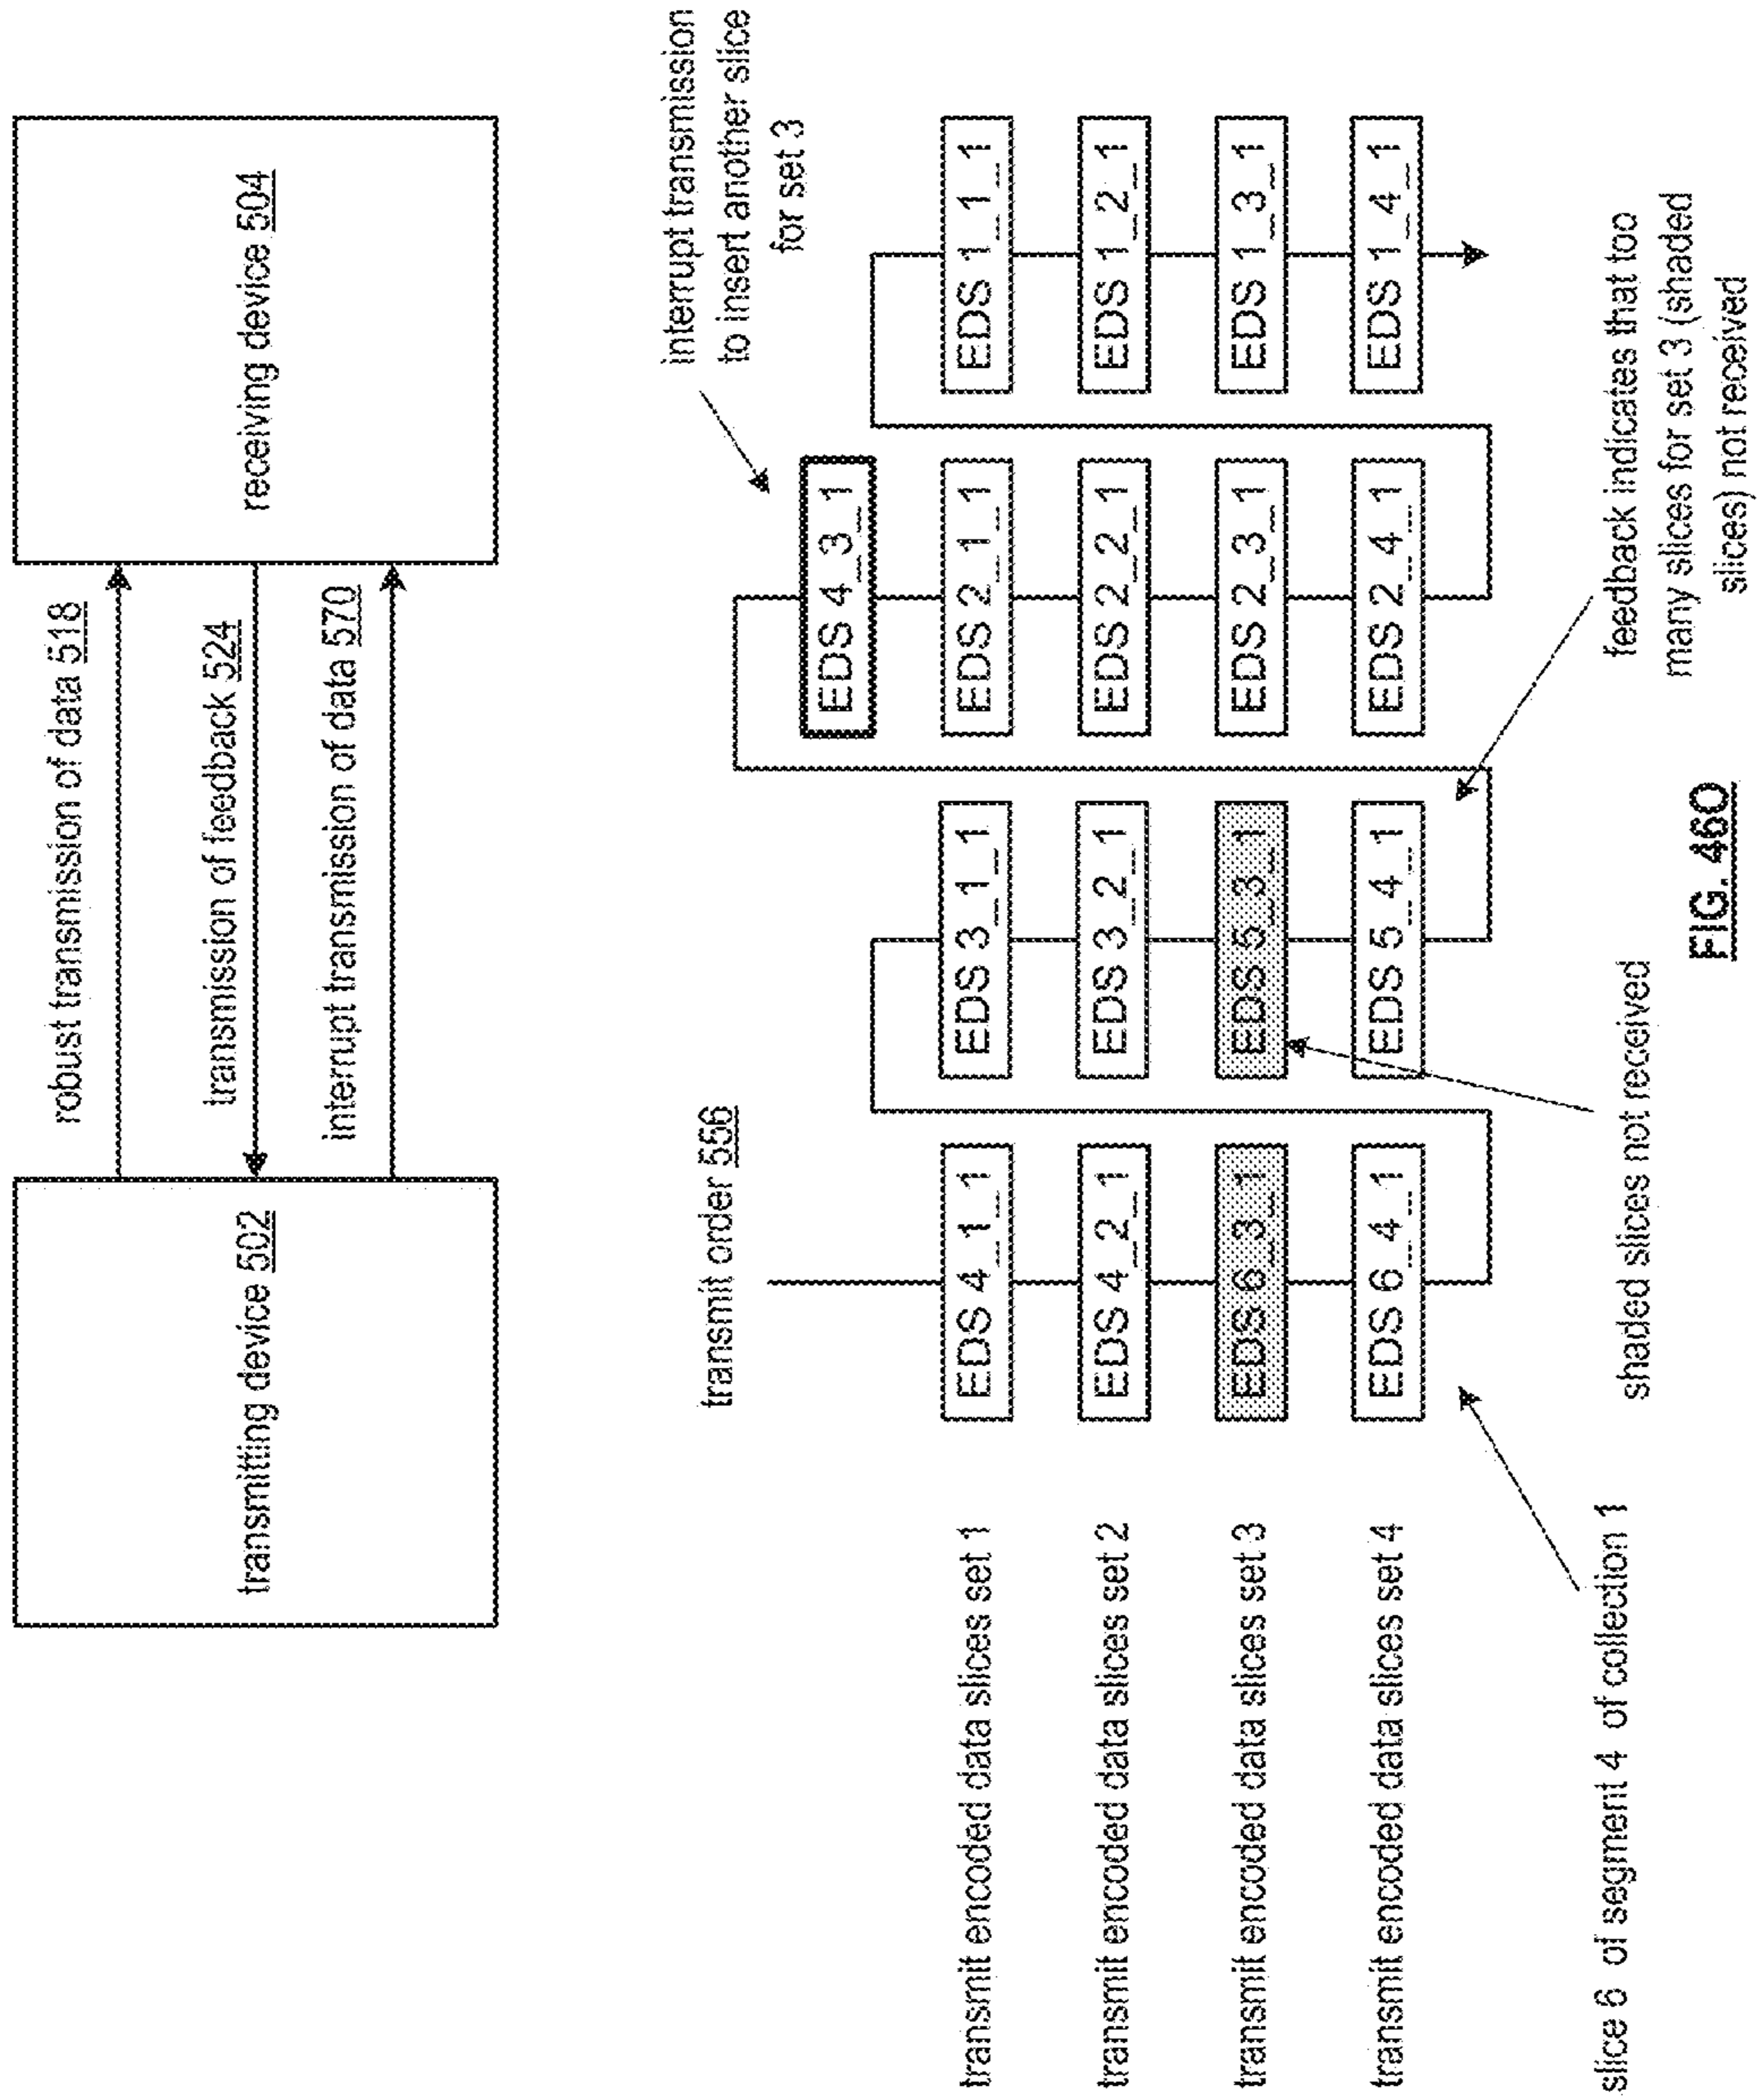 transmitting device 502
robust transmission of data 518
transmission of feedback 524
interrupt transmission of data 570
receiving device 504
transmit order 556
interrupt transmission
to insert another slice
for set 3
EDS 4_3_1
transmit encoded data slices set 1
EDS 4_1_1
EDS 3_1_1
EDS 2_1_1
EDS 1_1_1
transmit encoded data slices set 2
EDS 4_2_1
EDS 3_2_1
EDS 2_2_1
EDS 1_2_1
transmit encoded data slices set 3
EDS 6_3_1
EDS 5_3_1
EDS 2_3_1
EDS 1_3_1
transmit encoded data slices set 4
EDS 6_4_1
EDS 5_4_1
EDS 2_4_1
EDS 1_4_1
slice 6 of segment 4 of collection 1
shaded slices not received
feedback indicates that too
many slices for set 3 (shaded
slices) not received
FIG. 46O